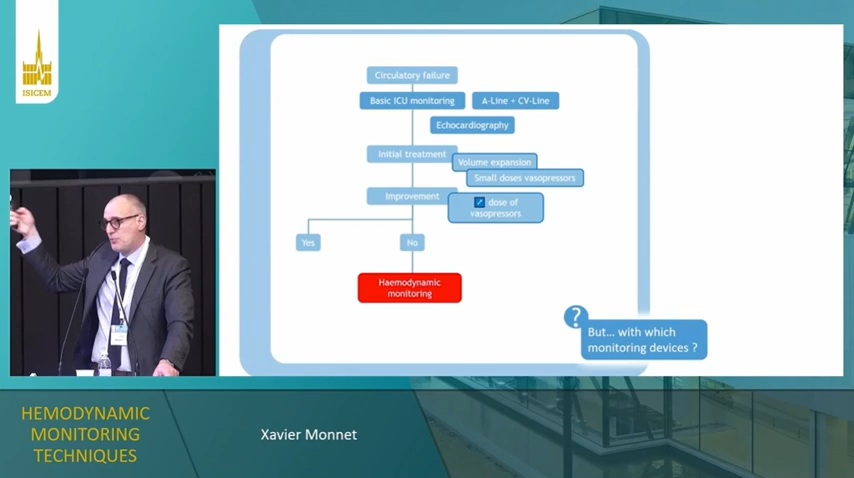 ISICEM
Circulatory failure
Basic ICU monitoring
A-Line + CV-Line
Echocardiography
Initial treatment
Volume expansion
Small doses vasopressors
Improvement
↗ dose of
vasopressors
Yes
No
Haemodynamic
monitoring
?
But... with which
monitoring devices ?
HEMODYNAMIC
MONITORING
TECHNIQUES
Xavier Monnet